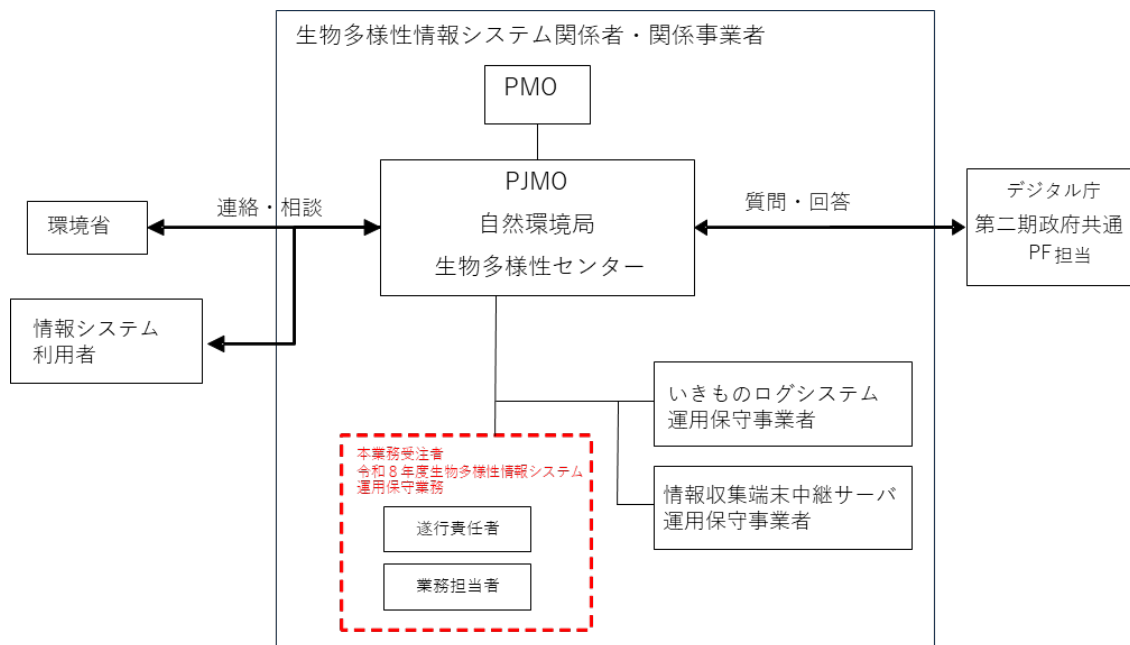 生物多様性情報システム関係者・関係事業者
PMO
PJMO
自然環境局
生物多様性センター
連絡・相談
質問・回答
環境省
情報システム
利用者
デジタル庁
第二期政府共通
PF担当
いきものログシステム
運用保守事業者
情報収集端末中継サーバ
運用保守事業者
本業務受注者
令和８年度生物多様性情報システム
運用保守業務
遂行責任者
業務担当者